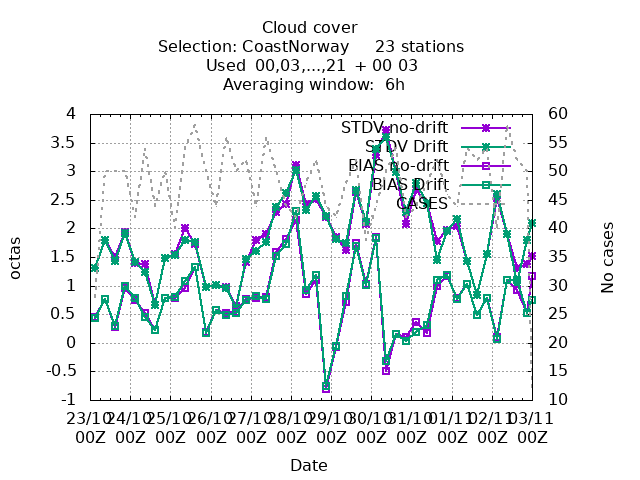 Cloud cover
Selection: CoastNorway     23 stations
Used  00,03,...,21  + 00 03
Averaging window:  6h
STDV no-drift
STDV Drift
BIAS no-drift
BIAS Drift
CASES
4
3.5
3
2.5
2
1.5
1
0.5
0
-0.5
-1
octas
60
55
50
45
40
35
30
25
20
15
10
No cases
23/10 24/10 25/10 26/10 27/10 28/10 29/10 30/10 31/10 01/11 02/11 03/11
00Z 00Z 00Z 00Z 00Z 00Z 00Z 00Z 00Z 00Z 00Z 00Z
Date